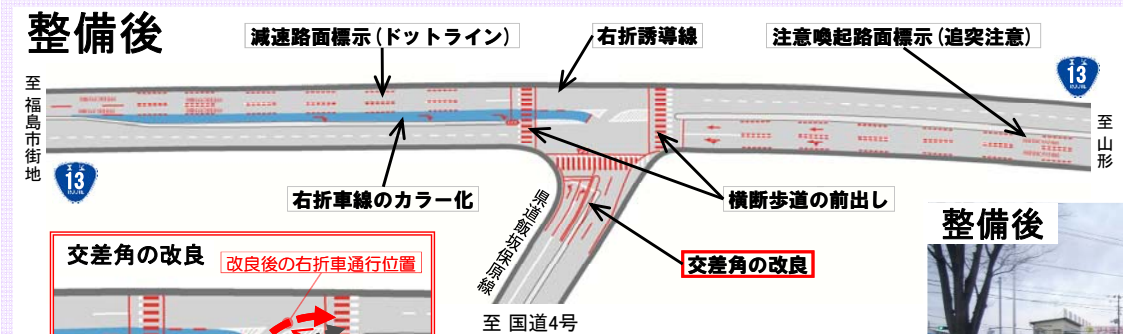 整備後
減速路面標示(ドットライン)
右折誘導線
注意喚起路面標示(追突注意)
至 福島市街地
13
13
至 山形
右折車線のカラー化
県道飯坂保原線
横断歩道の前出し
交差角の改良
至 国道4号
交差角の改良
改良後の右折車通行位置
整備後